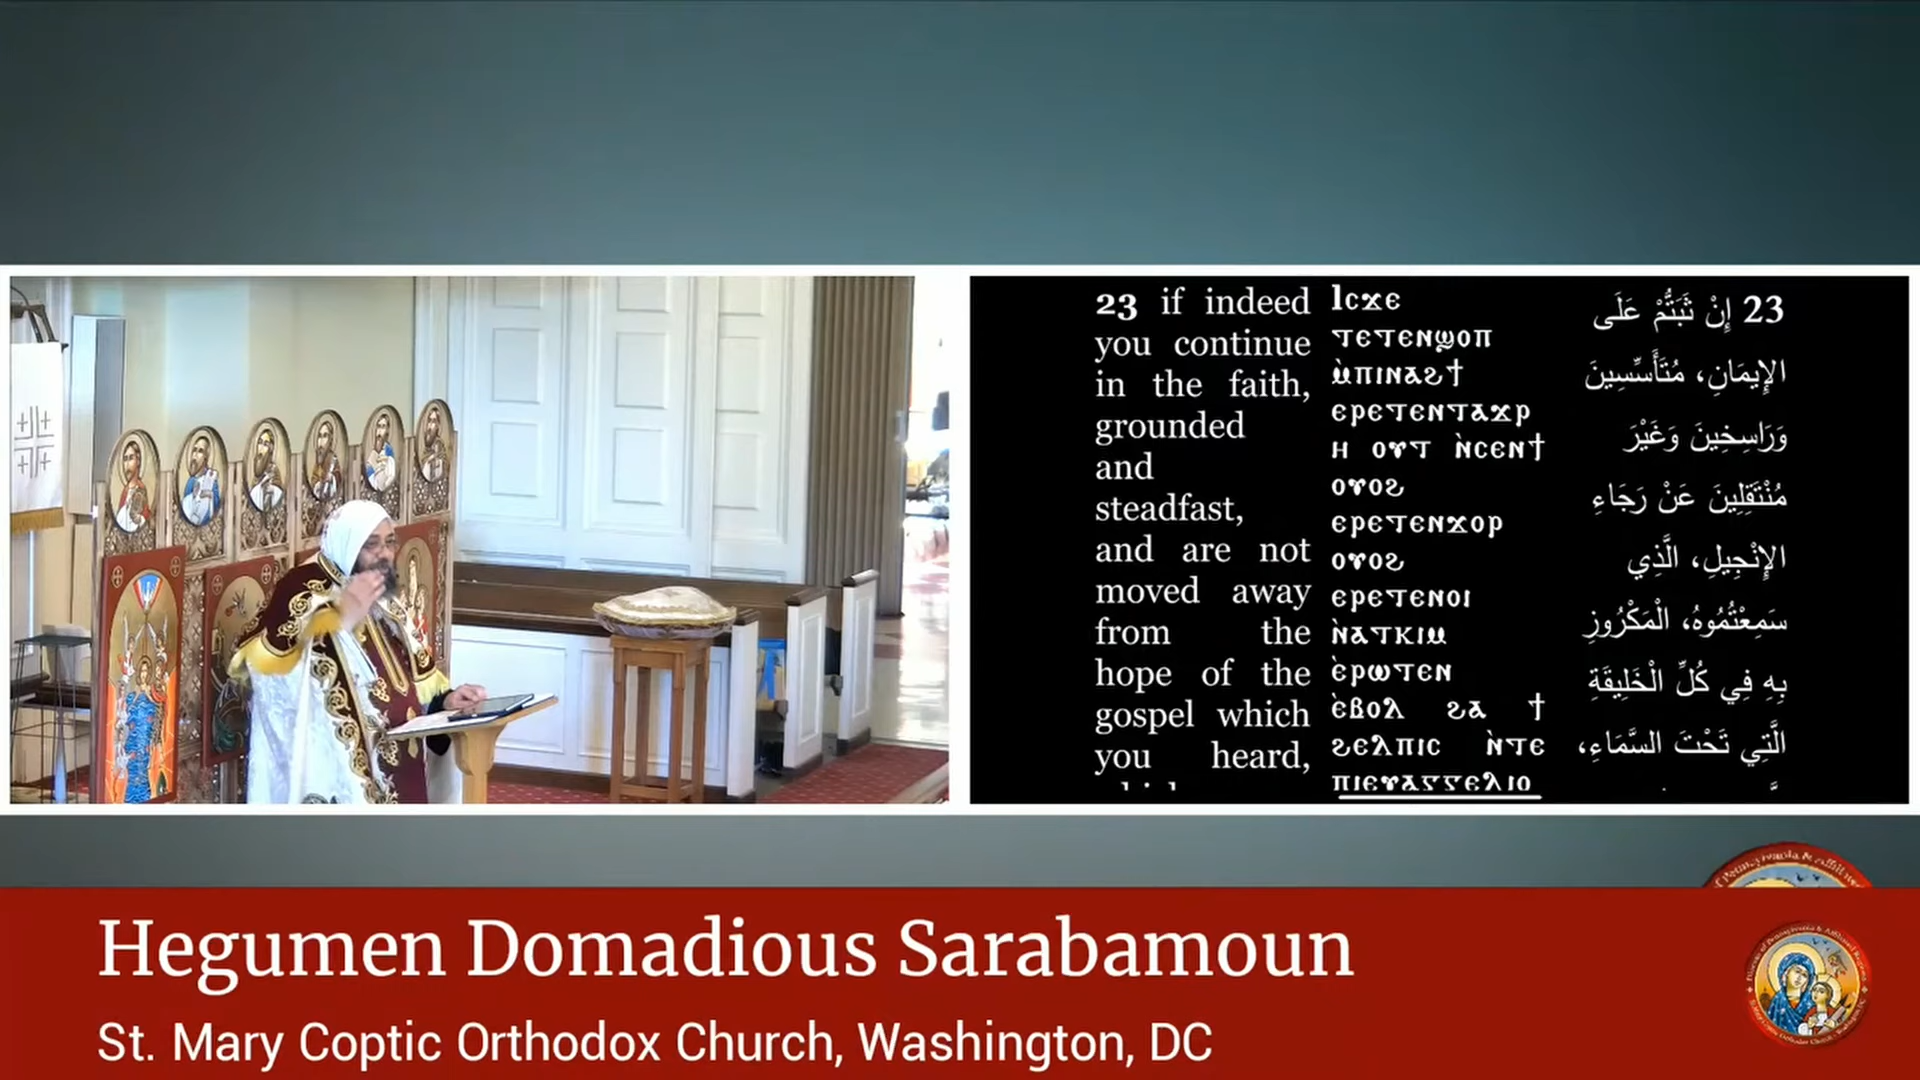 23 if indeed
you continue
in the faith,
grounded
and
steadfast,
and are not
moved away
from the
hope of the
gospel which
you heard,
Ⲓⲥϫⲉ
ⲧⲉⲧⲉⲛϣⲟⲡ
ⲙ̀ⲡⲓⲛⲁϩϯ
ⲉⲣⲉⲧⲉⲛⲧⲁϫⲣ
ⲏ ⲟⲩⲧ ⲛ̀ⲥⲉⲛϯ
ⲟⲩⲟϩ
ⲉⲣⲉⲧⲉⲛϫⲟⲣ
ⲟⲩⲟϩ
ⲉⲣⲉⲧⲉⲛⲟⲓ
ⲛ̀ⲁⲧⲕⲓⲙ
ⲉ̀ⲣⲱⲧⲉⲛ
ⲉ̀ⲃⲟⲗ ϩⲁ ϯ
ϩⲉⲗⲡⲓⲥ ⲛ̀ⲧⲉ
ⲡⲓⲉⲩⲁⲅⲅⲉⲗⲓⲟ
23 إِنْ ثَبَتُّمْ عَلَى
الإِيمَانِ، مُتَأَسِّسِينَ
وَرَاسِخِينَ وَغَيْرَ
مُنْتَقِلِينَ عَنْ رَجَاءِ
الإِنْجِيلِ، الَّذِي
سَمِعْتُمُوهُ، الْمَكْرُوزِ
بِهِ فِي كُلِّ الْخَلِيقَةِ
الَّتِي تَحْتَ السَّمَاءِ،
Hegumen Domadious Sarabamoun
St. Mary Coptic Orthodox Church, Washington, DC